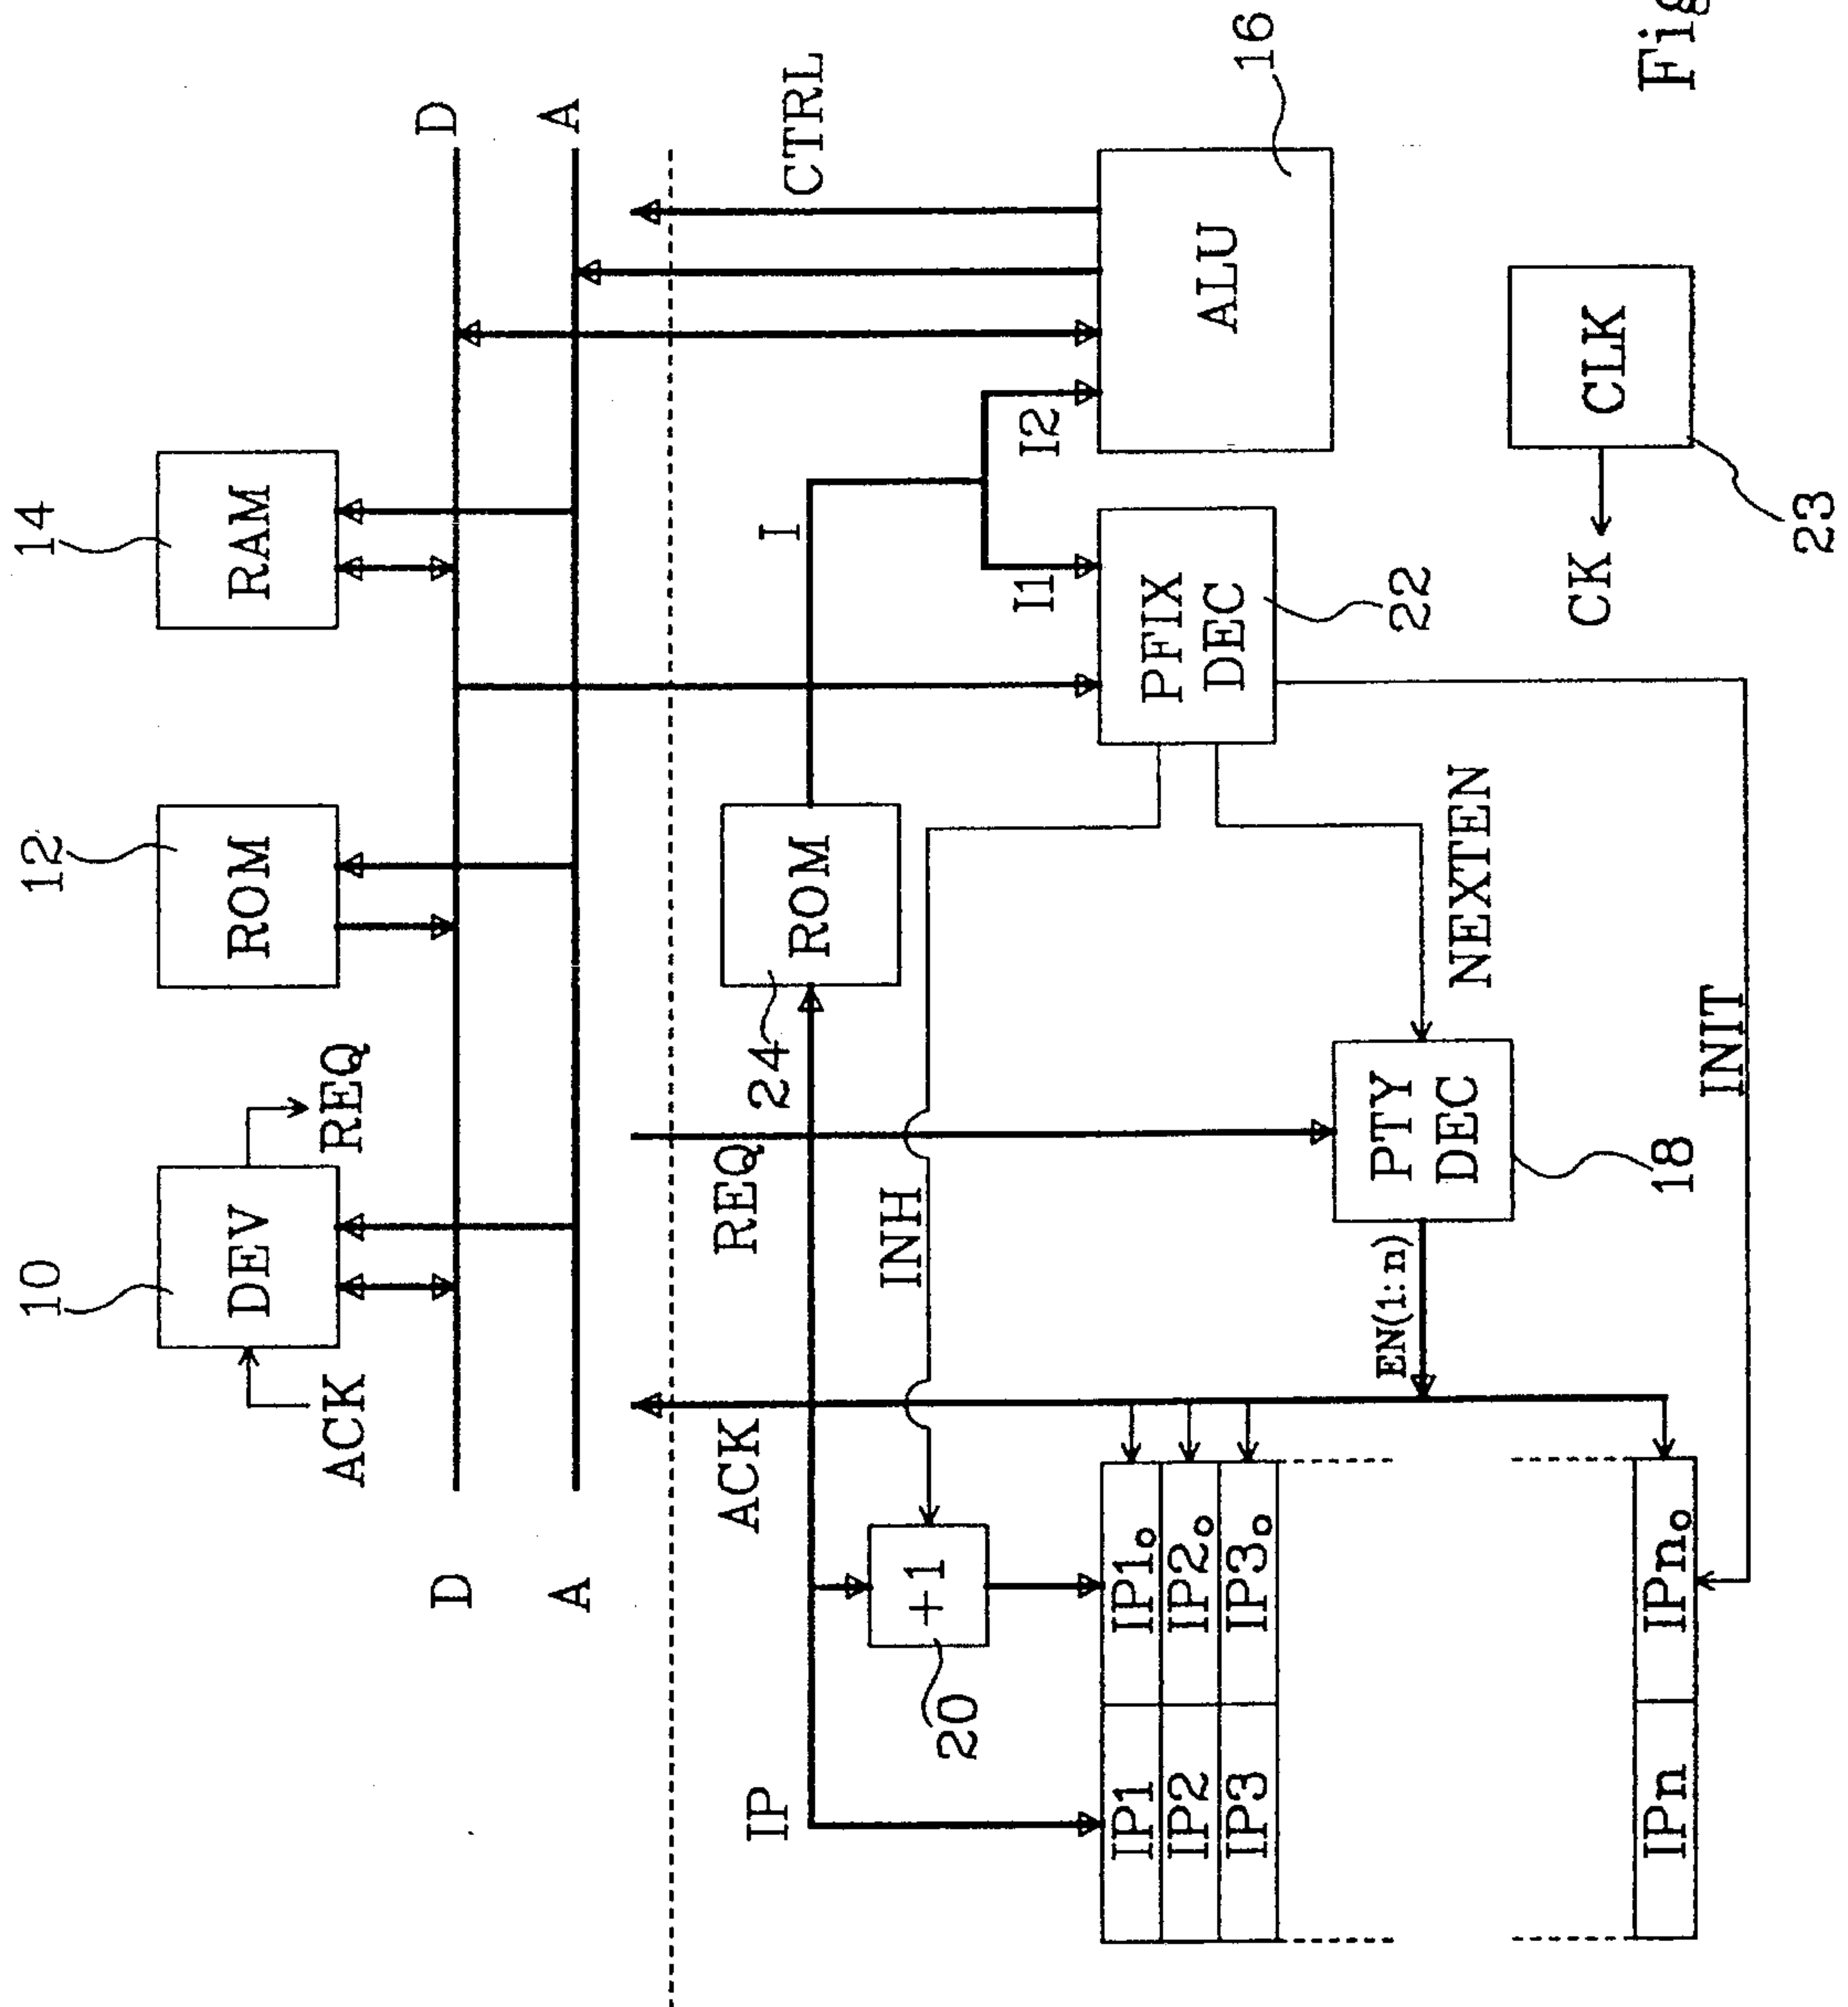 10
12
14
DEV
ROM
RAM
ACK
REQ
D
D
A
A
ACK
REQ
CTRL
IP
24
ROM
I
INH
+1
20
I1
I2
PFIX
DEC
22
ALU
16
IP1
IP1o
IP2
IP2o
IP3
IP3o
EN(1:n)
PTY
DEC
18
NEXTEN
CK
CLK
23
IPn
IPno
INIT